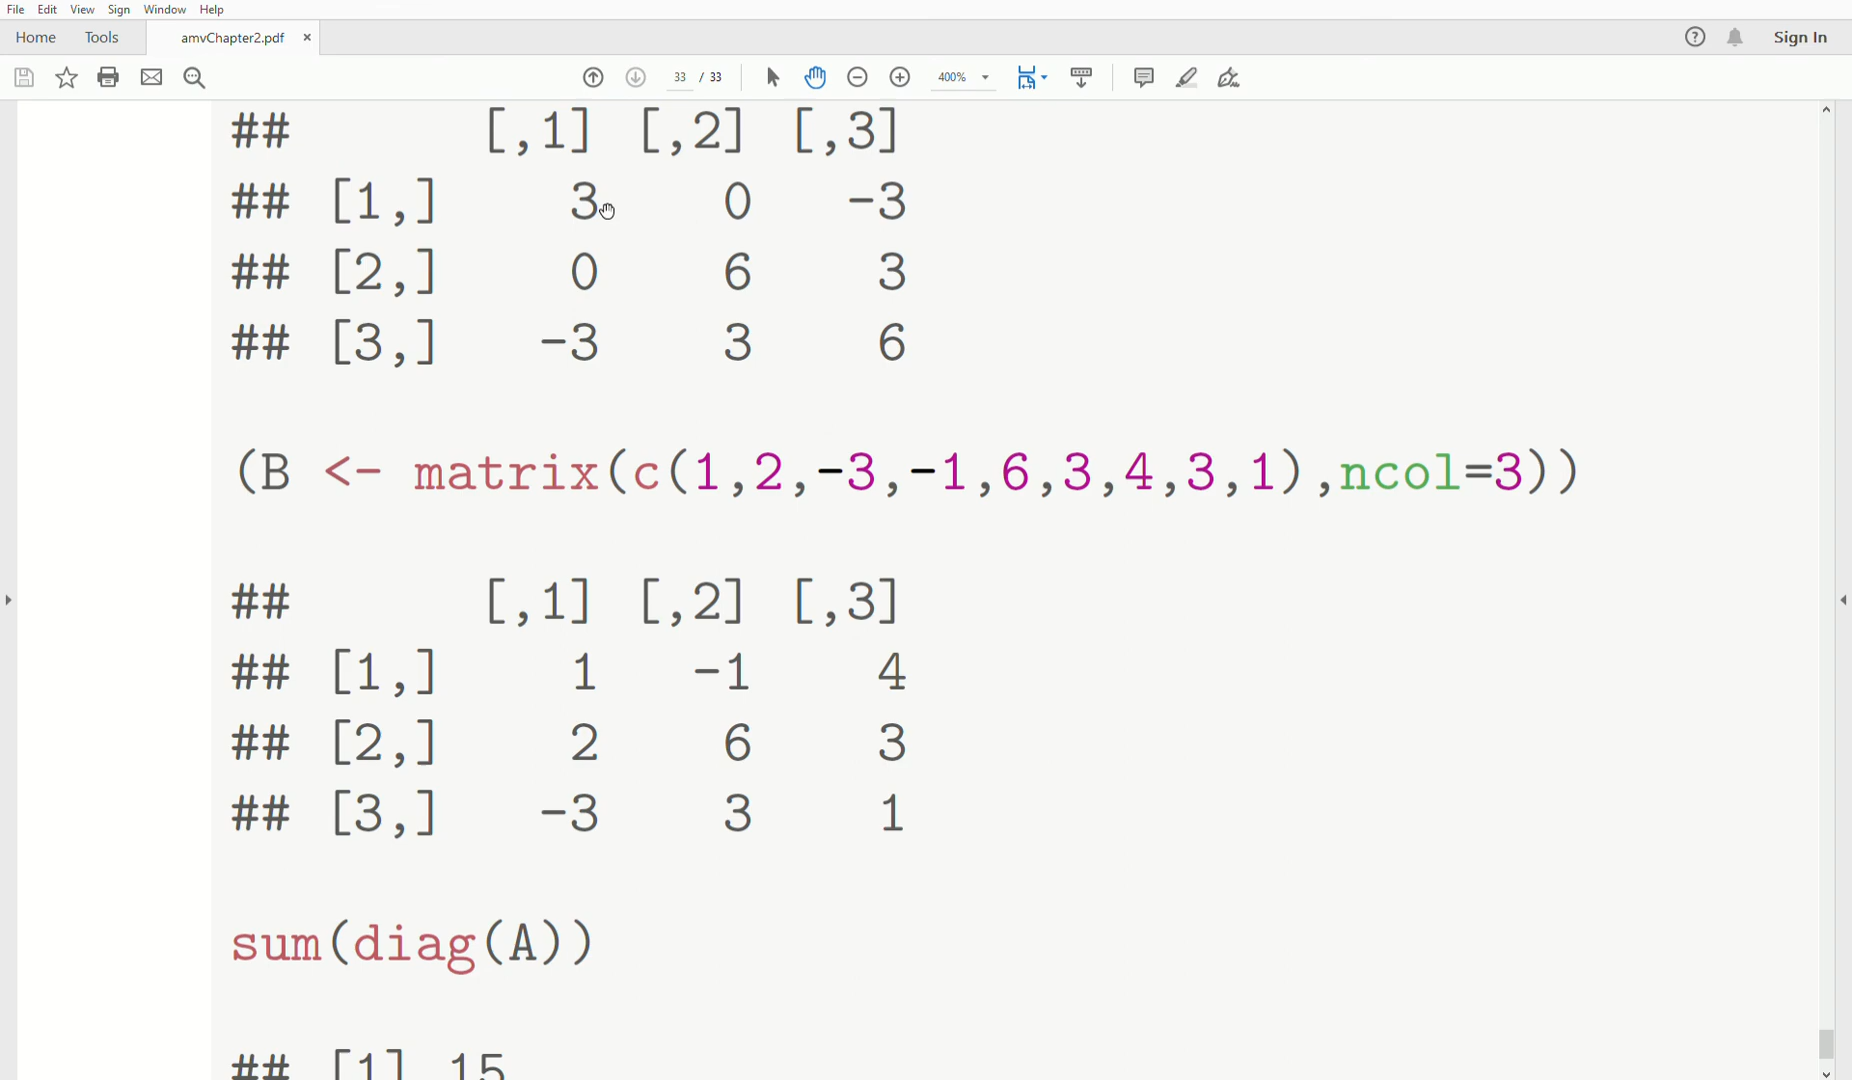 File Edit View Sign Window Help
Home Tools amvChapter2.pdf × ? Sign In
33 / 33 400%
## [,1] [,2] [,3]
## [1,] 3 0 -3
## [2,] 0 6 3
## [3,] -3 3 6
(B <- matrix(c(1,2,-3,-1,6,3,4,3,1),ncol=3))
## [,1] [,2] [,3]
## [1,] 1 -1 4
## [2,] 2 6 3
## [3,] -3 3 1
sum(diag(A))
## [1] 15